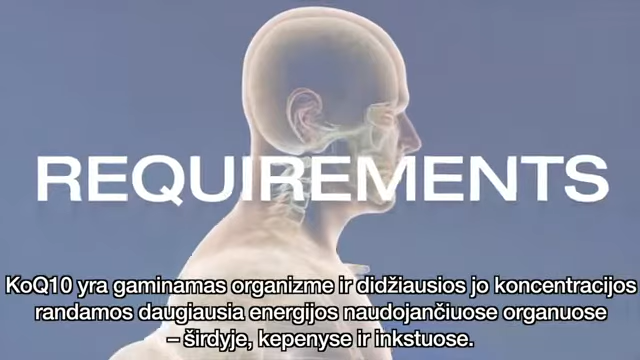 REQUIREMENTS
KoQ10 yra gaminamas organizme ir didžiausios jo koncentracijos
randamos daugiausia energijos naudojančiuose organuose
– širdyje, kepenyse ir inkstuose.